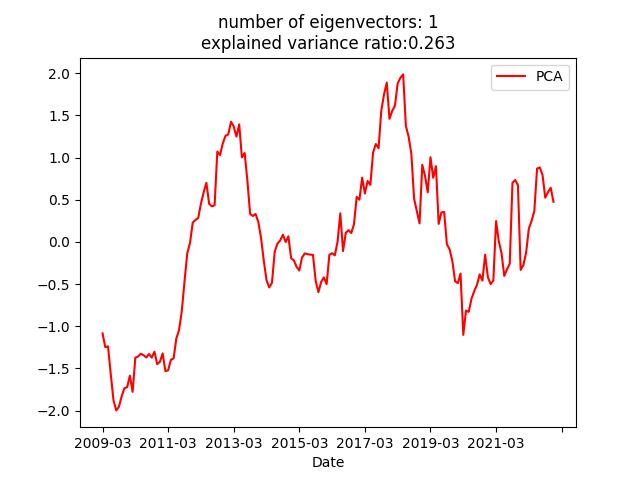 number of eigenvectors: 1
explained variance ratio:0.263
PCA
2.0
1.5
1.0
0.5
0.0
−0.5
−1.0
−1.5
−2.0
2009-03 2011-03 2013-03 2015-03 2017-03 2019-03 2021-03
Date